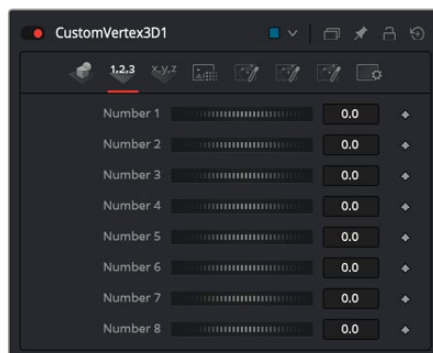 CustomVertex3D1
1,2,3 x,y,z
Number 1 0.0
Number 2 0.0
Number 3 0.0
Number 4 0.0
Number 5 0.0
Number 6 0.0
Number 7 0.0
Number 8 0.0